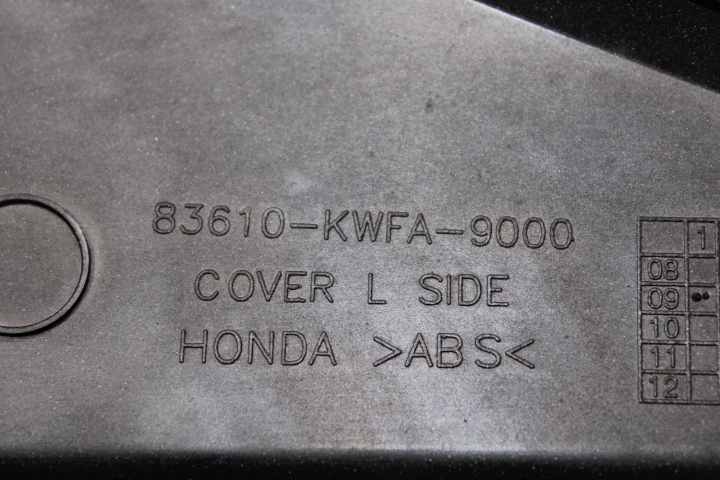 83610-KWFA-9000
COVER L SIDE
HONDA >ABS<
1
08
09
10
11
12